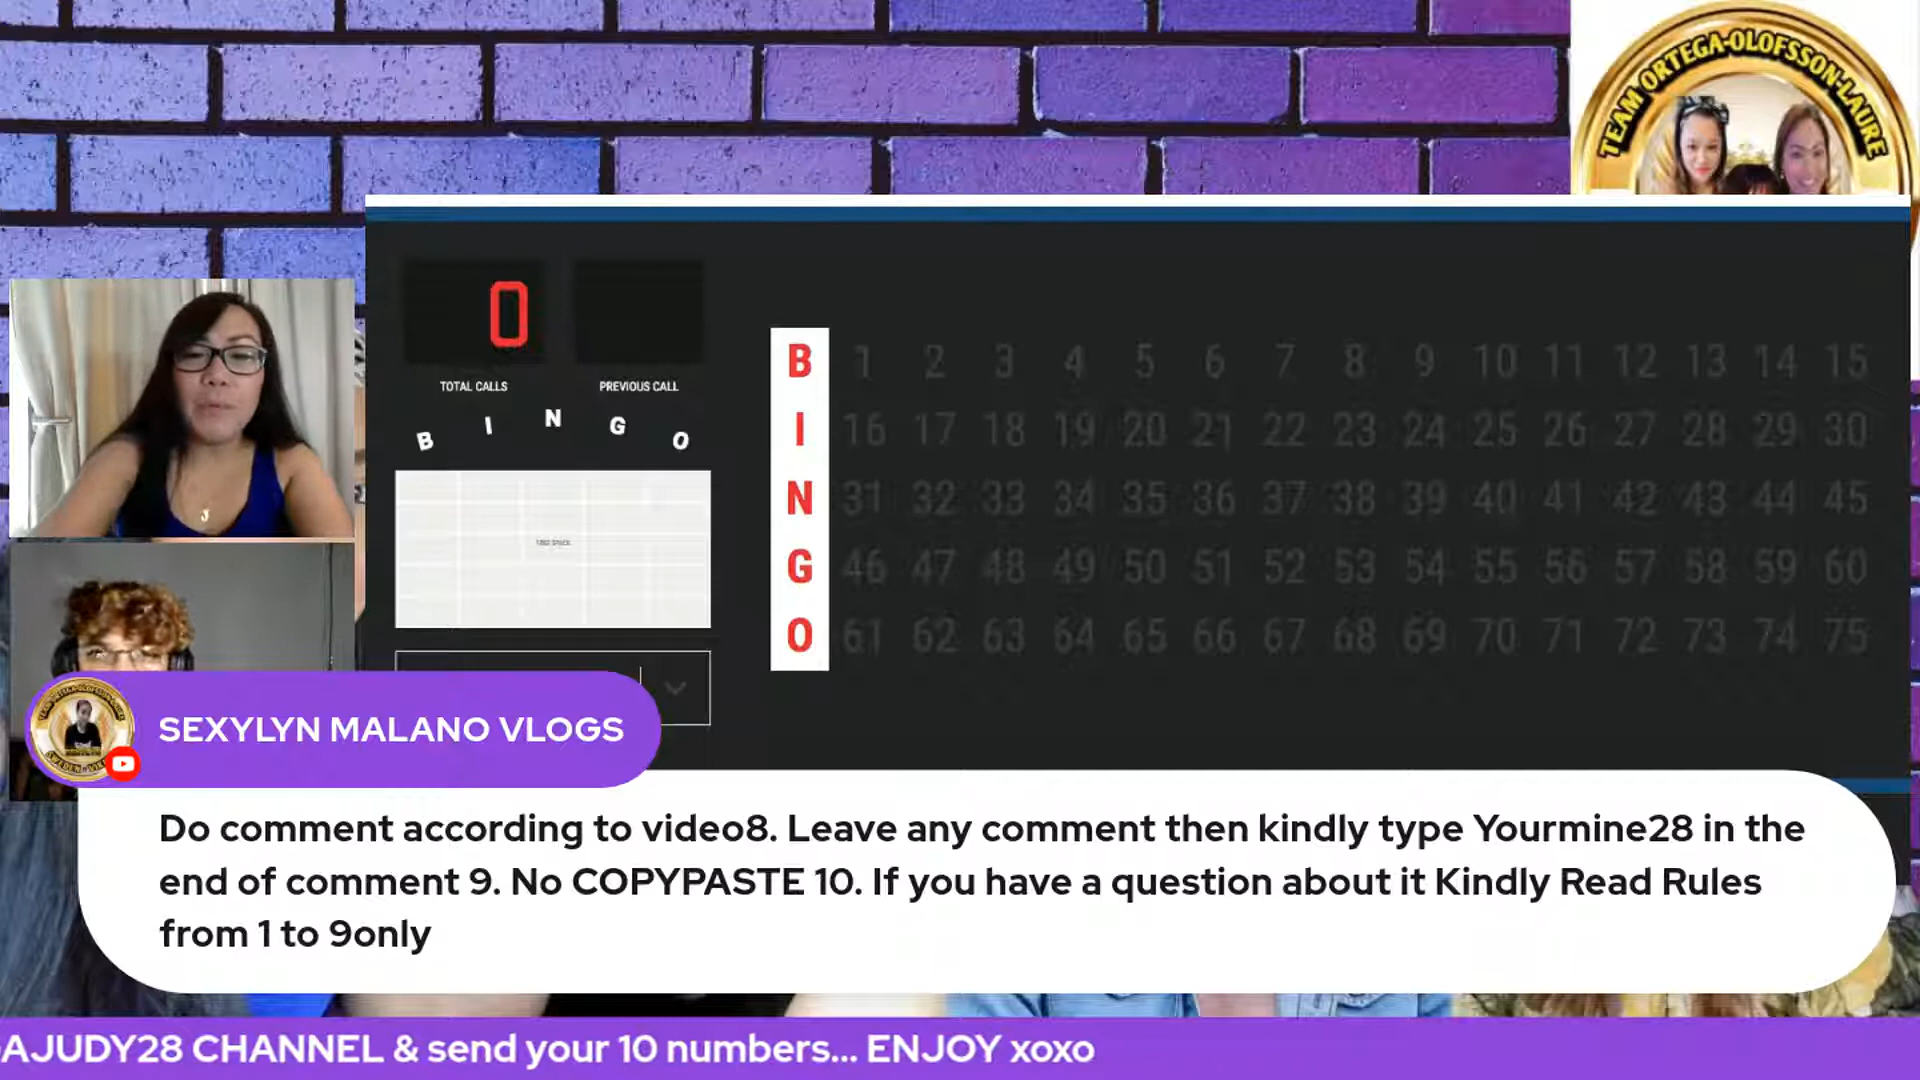 TEAM ORTEGA-OLOFSSON-LAURE
0
TOTAL CALLS
PREVIOUS CALL
B I N G O
B 1 2 3 4 5 6 7 8 9 10 11 12 13 14 15
I 16 17 18 19 20 21 22 23 24 25 26 27 28 29 30
N 31 32 33 34 35 36 37 38 39 40 41 42 43 44 45
G 46 47 48 49 50 51 52 53 54 55 56 57 58 59 60
O 61 62 63 64 65 66 67 68 69 70 71 72 73 74 75
SEXYLYN MALANO VLOGS
Do comment according to video8. Leave any comment then kindly type Yourmine28 in the
end of comment 9. No COPYPASTE 10. If you have a question about it Kindly Read Rules
from 1 to 9only
AJUDY28 CHANNEL & send your 10 numbers... ENJOY xoxo